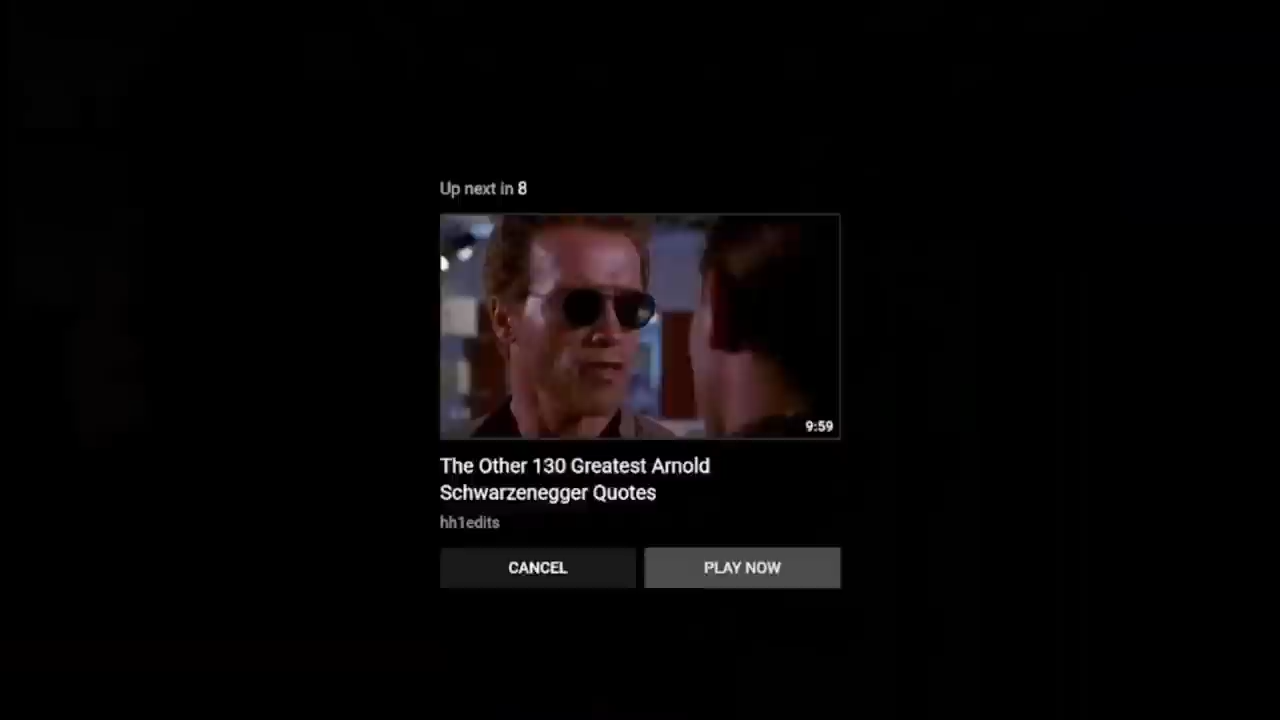 Up next in 8
9:59
The Other 130 Greatest Arnold
Schwarzenegger Quotes
hh1edits
CANCEL
PLAY NOW